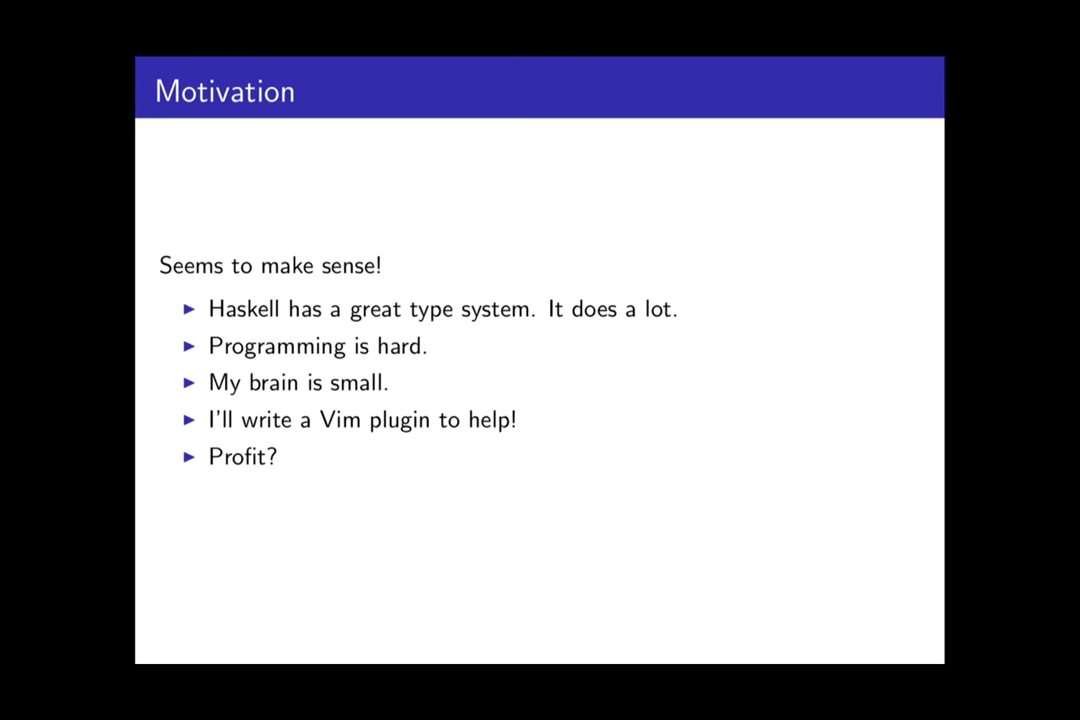 Motivation
Seems to make sense!
▶ Haskell has a great type system. It does a lot.
▶ Programming is hard.
▶ My brain is small.
▶ I'll write a Vim plugin to help!
▶ Profit?